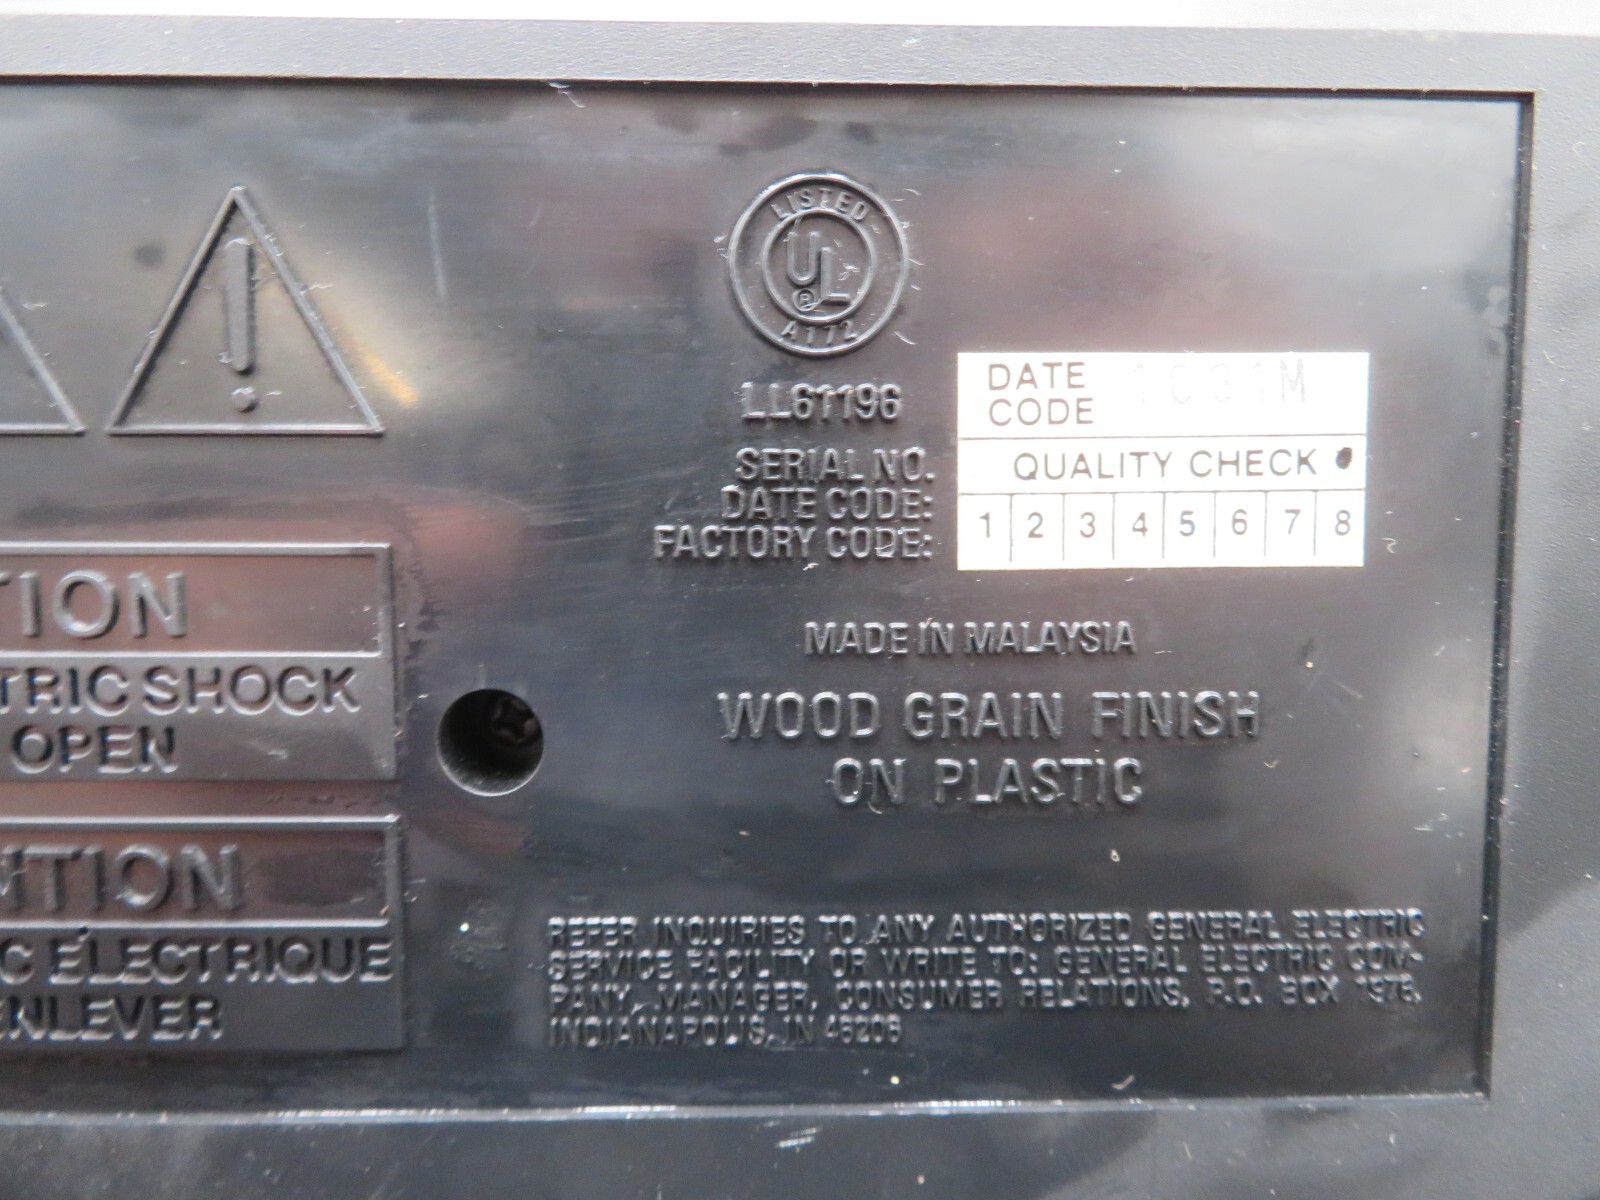 LISTED
UL
®
A172
LL61196
DATE
CODE
SERIAL NO.
DATE CODE:
FACTORY CODE:
QUALITY CHECK
1 2 3 4 5 6 7 8
MADE IN MALAYSIA
WOOD GRAIN FINISH
ON PLASTIC
TION
TRIC SHOCK
OPEN
NTION
C ELECTRIQUE
ENLEVER
REFER INQUIRIES TO ANY AUTHORIZED GENERAL ELECTRIC
SERVICE FACILITY OR WRITE TO: GENERAL ELECTRIC COM-
PANY, MANAGER, CONSUMER RELATIONS, P.O. BOX 1976,
INDIANAPOLIS, IN 46206